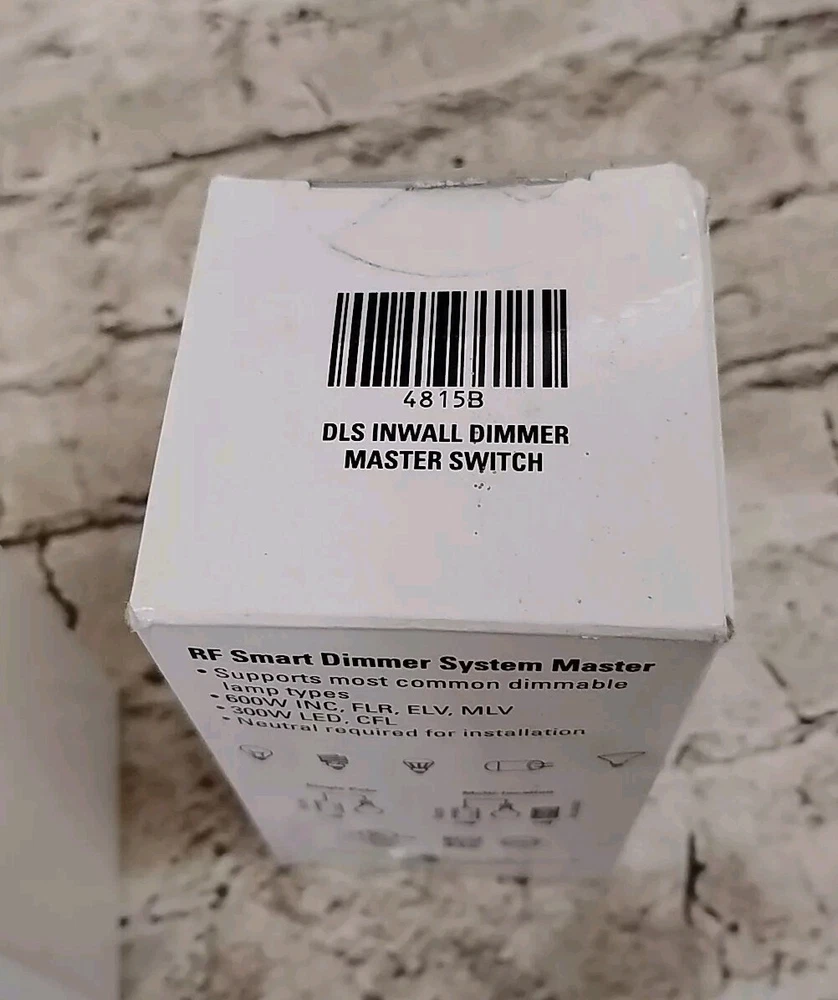 4815B
DLS INWALL DIMMER
MASTER SWITCH
RF Smart Dimmer System Master
• Supports most common dimmable
lamp types
• 600W INC, FLR, ELV, MLV
• 300W LED, CFL
• Neutral required for installation